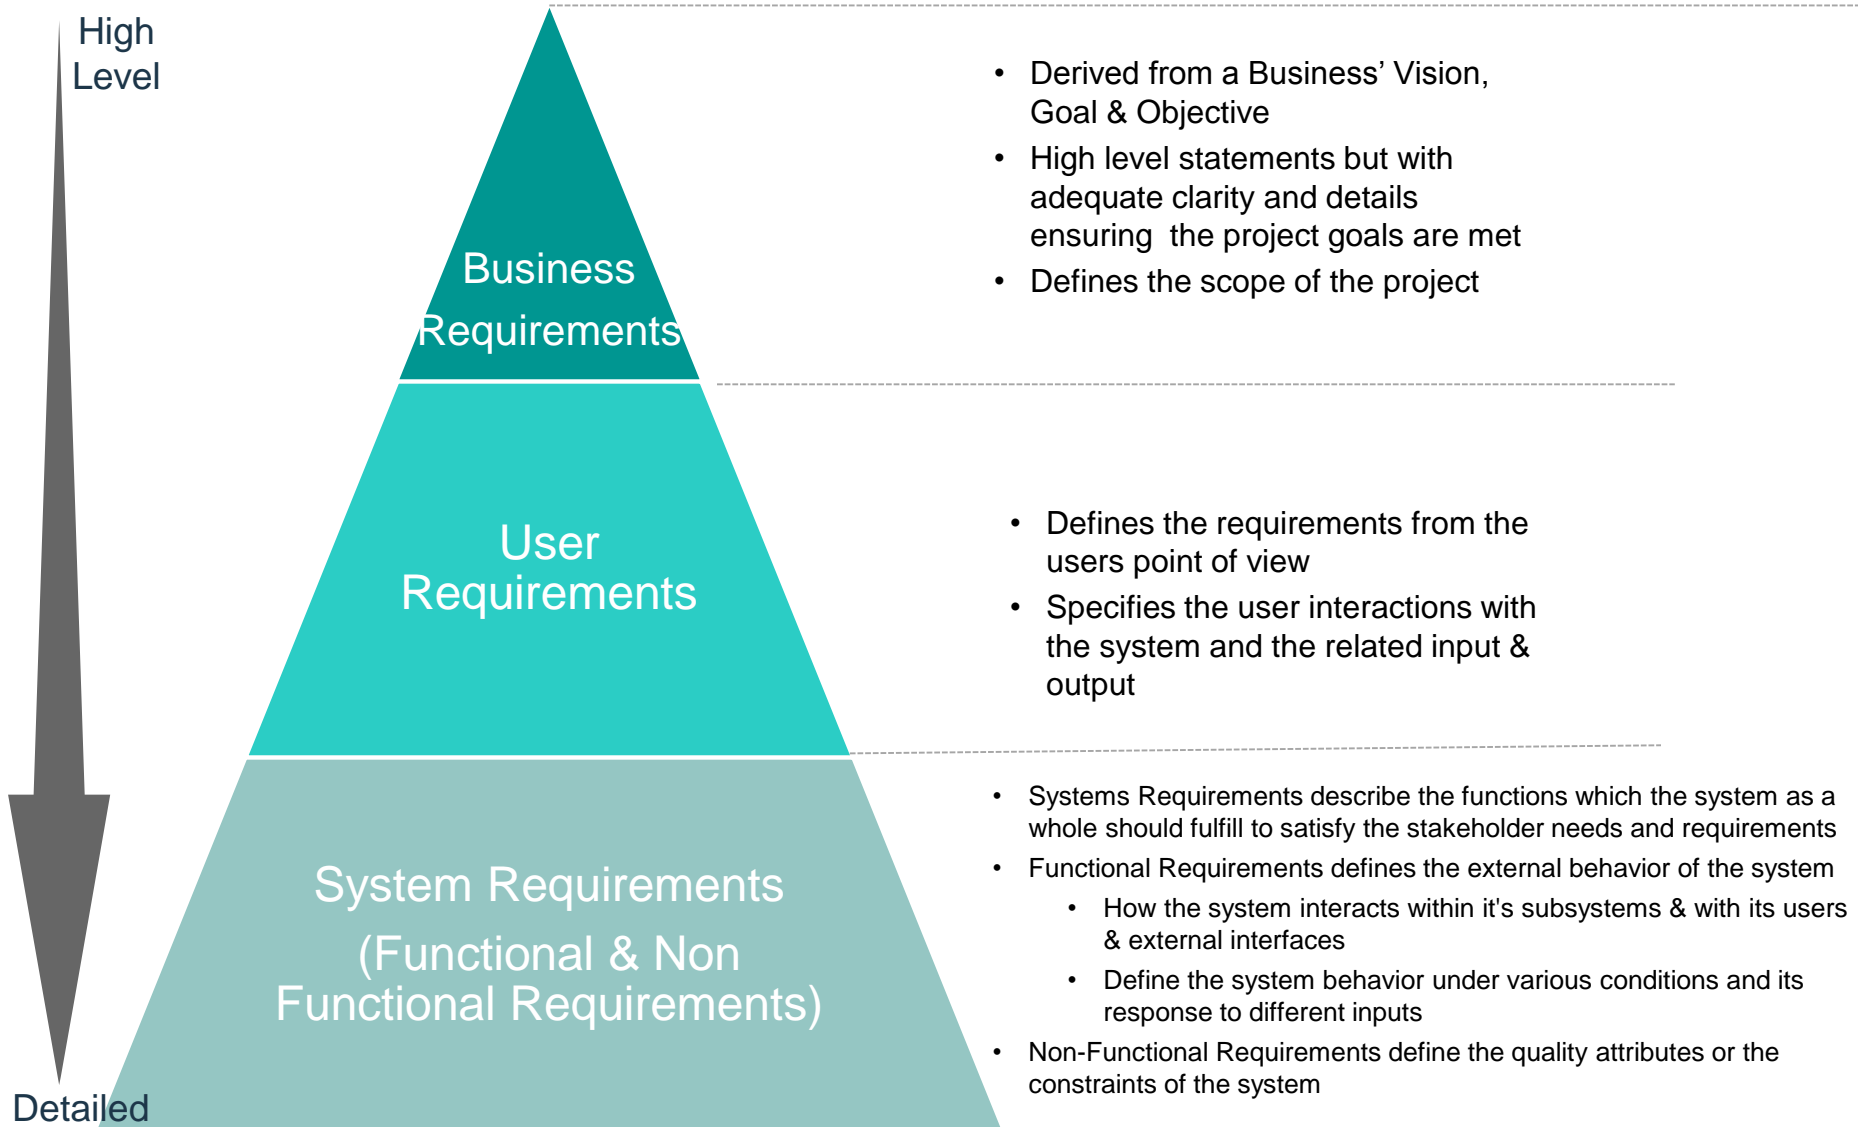 High
Level
Business
Requirements
• Derived from a Business’ Vision,
Goal & Objective
• High level statements but with
adequate clarity and details
ensuring  the project goals are met
• Defines the scope of the project
User
Requirements
• Defines the requirements from the
users point of view
• Specifies the user interactions with
the system and the related input &
output
System Requirements
(Functional & Non
Functional Requirements)
• Systems Requirements describe the functions which the system as a
whole should fulfill to satisfy the stakeholder needs and requirements
• Functional Requirements defines the external behavior of the system
• How the system interacts within it's subsystems & with its users
& external interfaces
• Define the system behavior under various conditions and its
response to different inputs
• Non-Functional Requirements define the quality attributes or the
constraints of the system
Detailed